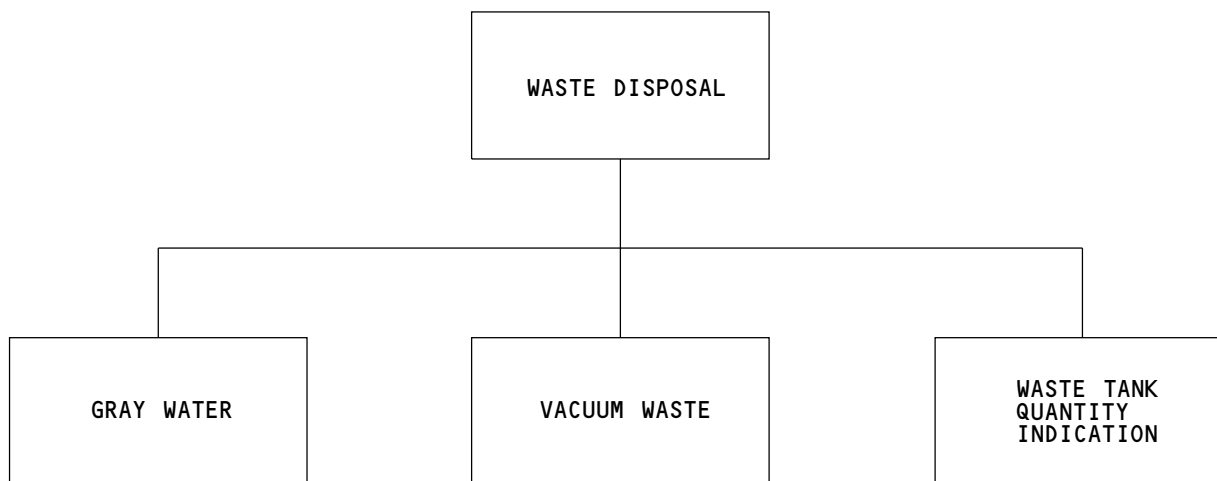 WASTE DISPOSAL
GRAY WATER
VACUUM WASTE
WASTE TANK
QUANTITY
INDICATION